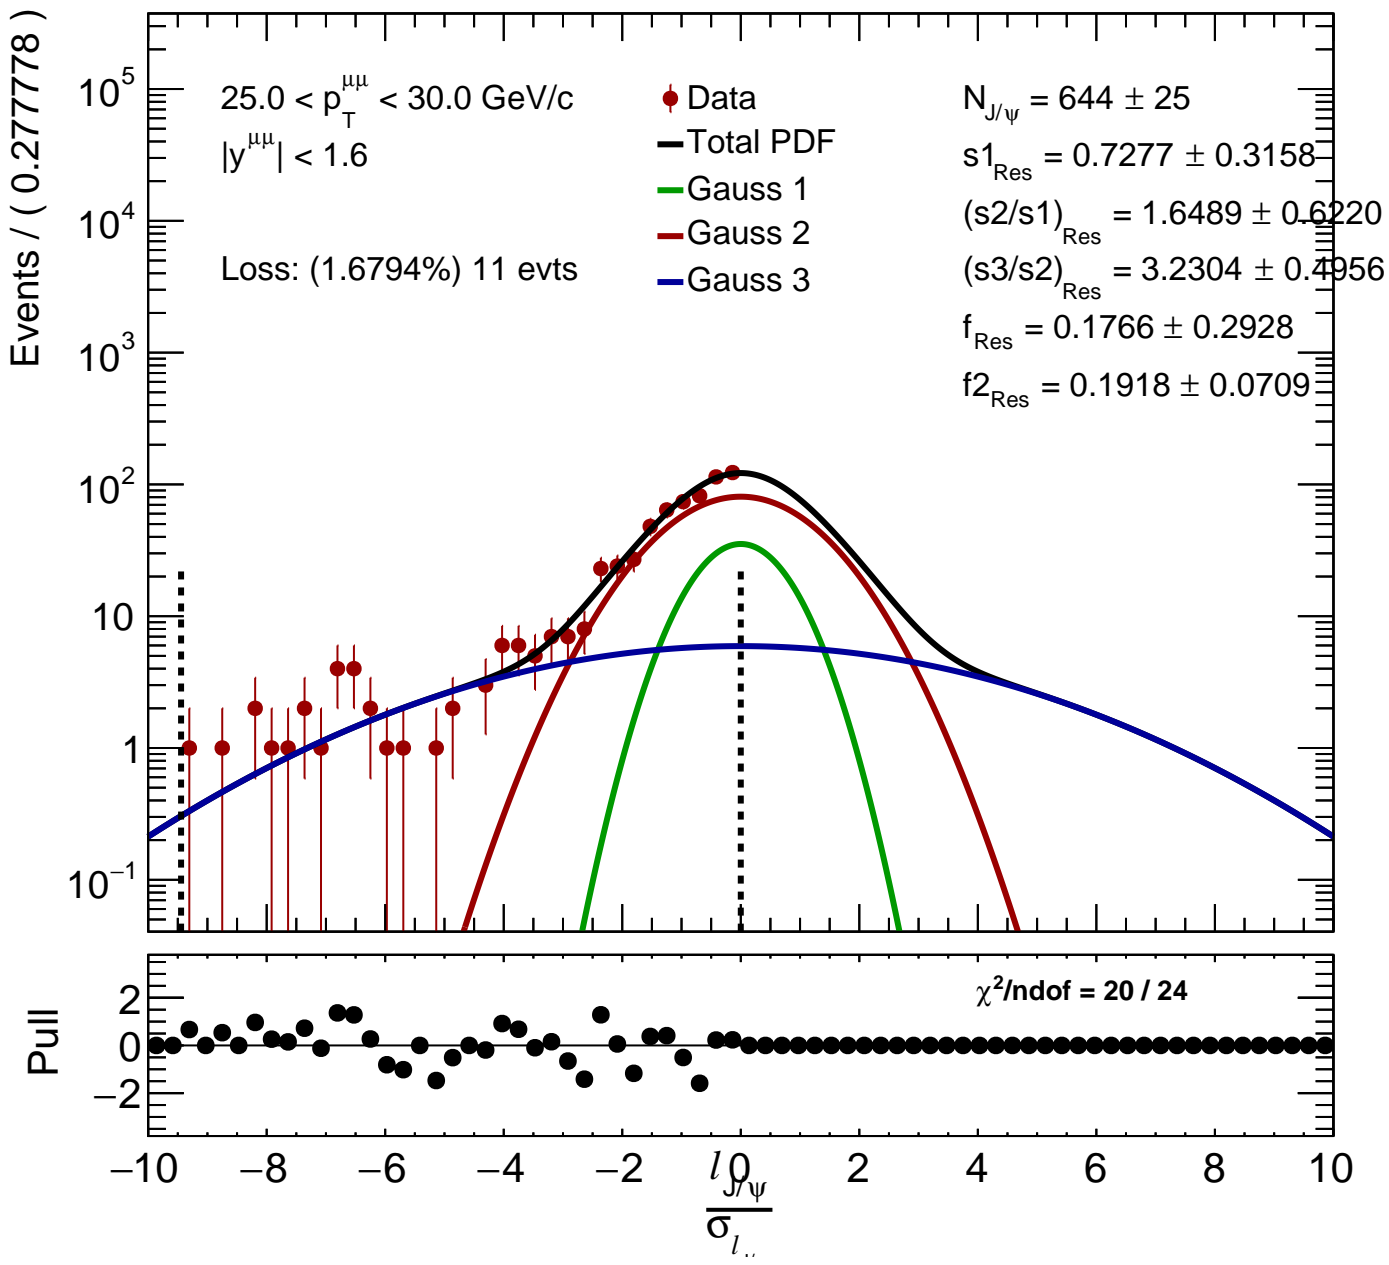 Events / ( 0.277778 )
10^5
10^4
10^3
10^2
10
1
10^−1
25.0 < p_T^μμ < 30.0 GeV/c
|y^μμ| < 1.6
Loss: (1.6794%) 11 evts
Data
Total PDF
Gauss 1
Gauss 2
Gauss 3
N_J/ψ = 644 ± 25
s1_Res = 0.7277 ± 0.3158
(s2/s1)_Res = 1.6489 ± 0.6220
(s3/s2)_Res = 3.2304 ± 0.4956
f_Res = 0.1766 ± 0.2928
f2_Res = 0.1918 ± 0.0709
Pull
2
0
−2
χ²/ndof = 20 / 24
−10 −8 −6 −4 −2 0 2 4 6 8 10
l_J/ψ
σ_l